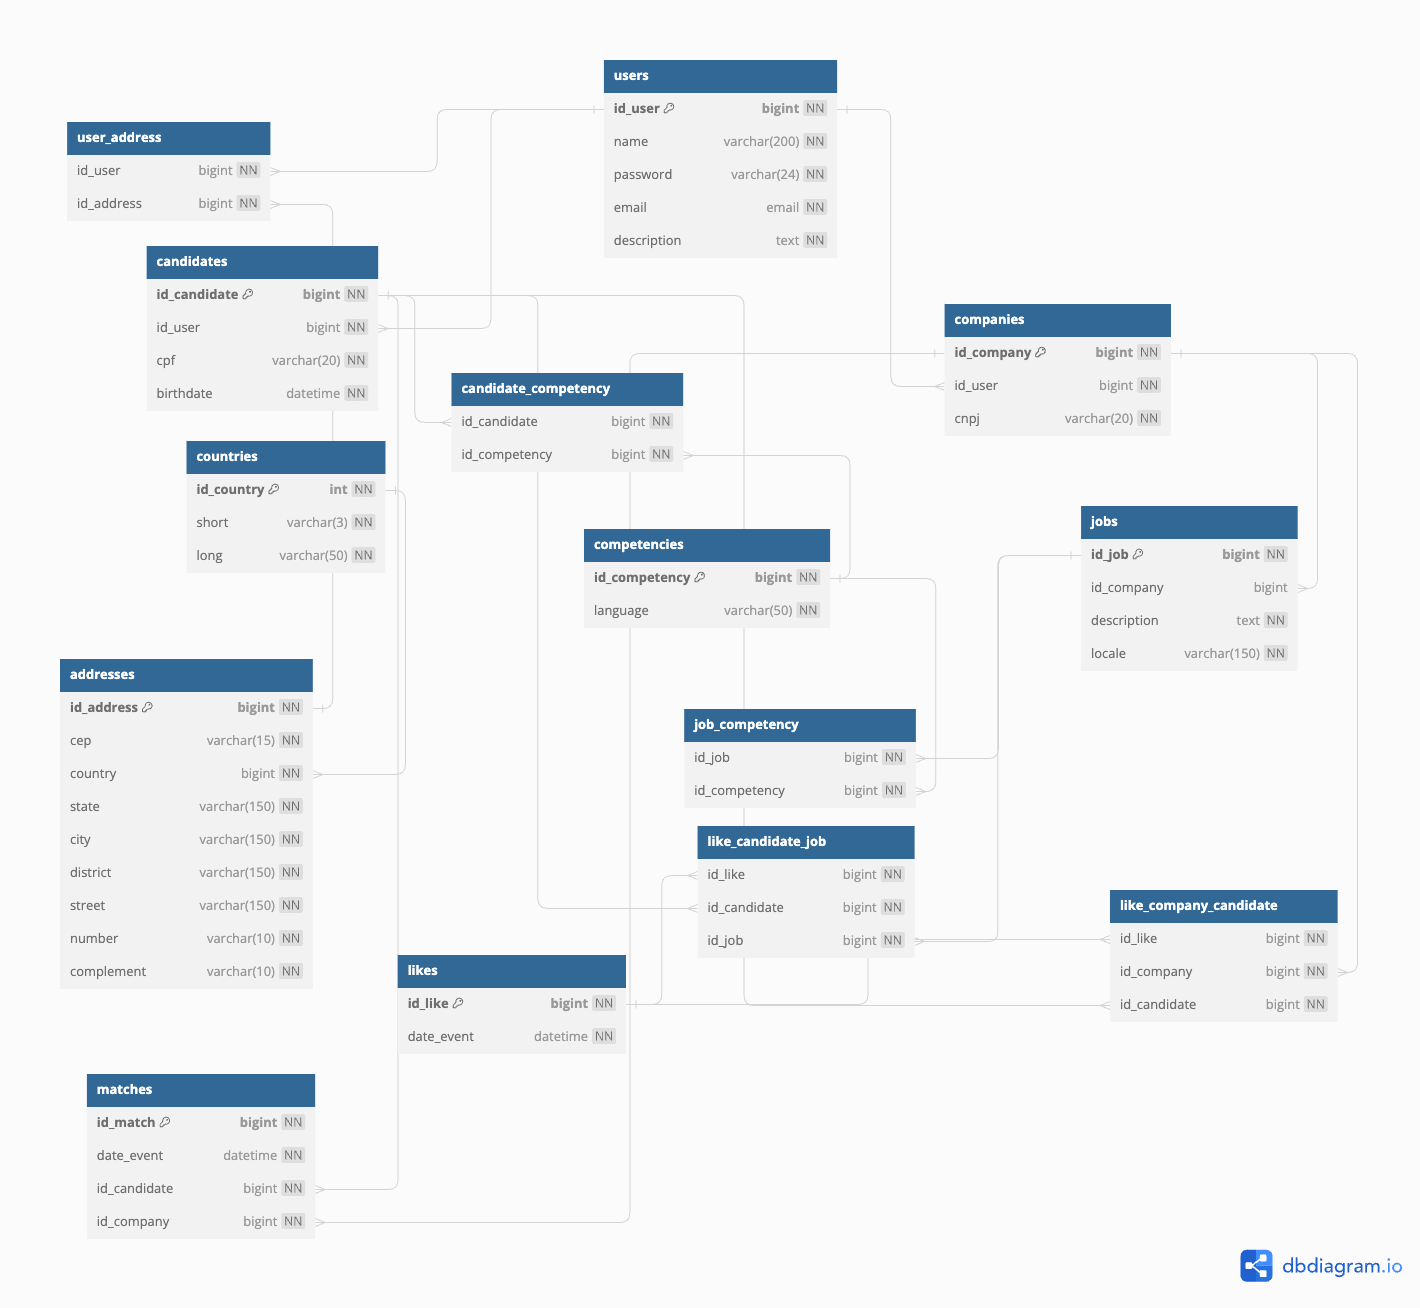 users
id_user bigint NN
name varchar(200) NN
password varchar(24) NN
email email NN
description text NN
user_address
id_user bigint NN
id_address bigint NN
candidates
id_candidate bigint NN
id_user bigint NN
cpf varchar(20) NN
birthdate datetime NN
companies
id_company bigint NN
id_user bigint NN
cnpj varchar(20) NN
candidate_competency
id_candidate bigint NN
id_competency bigint NN
countries
id_country int NN
short varchar(3) NN
long varchar(50) NN
jobs
id_job bigint NN
id_company bigint
description text NN
locale varchar(150) NN
competencies
id_competency bigint NN
language varchar(50) NN
addresses
id_address bigint NN
cep varchar(15) NN
country bigint NN
state varchar(150) NN
city varchar(150) NN
district varchar(150) NN
street varchar(150) NN
number varchar(10) NN
complement varchar(10) NN
job_competency
id_job bigint NN
id_competency bigint NN
like_candidate_job
id_like bigint NN
id_candidate bigint NN
id_job bigint NN
like_company_candidate
id_like bigint NN
id_company bigint NN
id_candidate bigint NN
likes
id_like bigint NN
date_event datetime NN
matches
id_match bigint NN
date_event datetime NN
id_candidate bigint NN
id_company bigint NN
dbdiagram.io